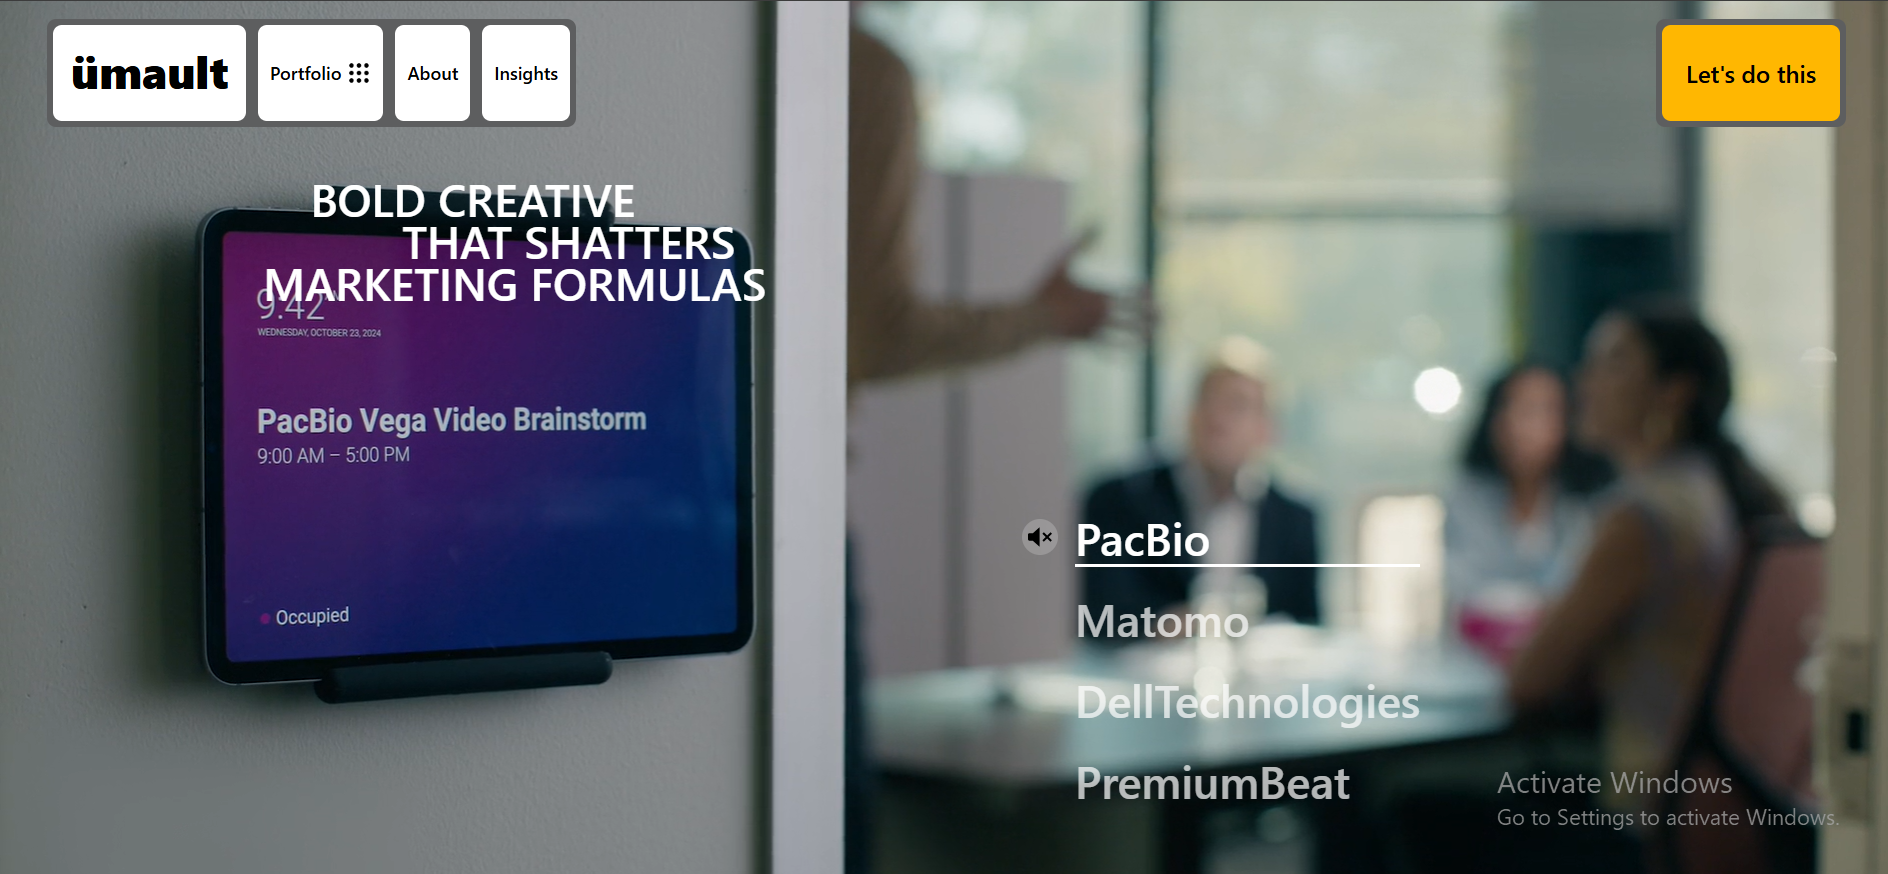 ümault
Portfolio
About
Insights
Let's do this
BOLD CREATIVE
THAT SHATTERS
MARKETING FORMULAS
9:42
WEDNESDAY, OCTOBER 23, 2024
PacBio Vega Video Brainstorm
9:00 AM – 5:00 PM
Occupied
PacBio
Matomo
DellTechnologies
PremiumBeat
Activate Windows
Go to Settings to activate Windows.